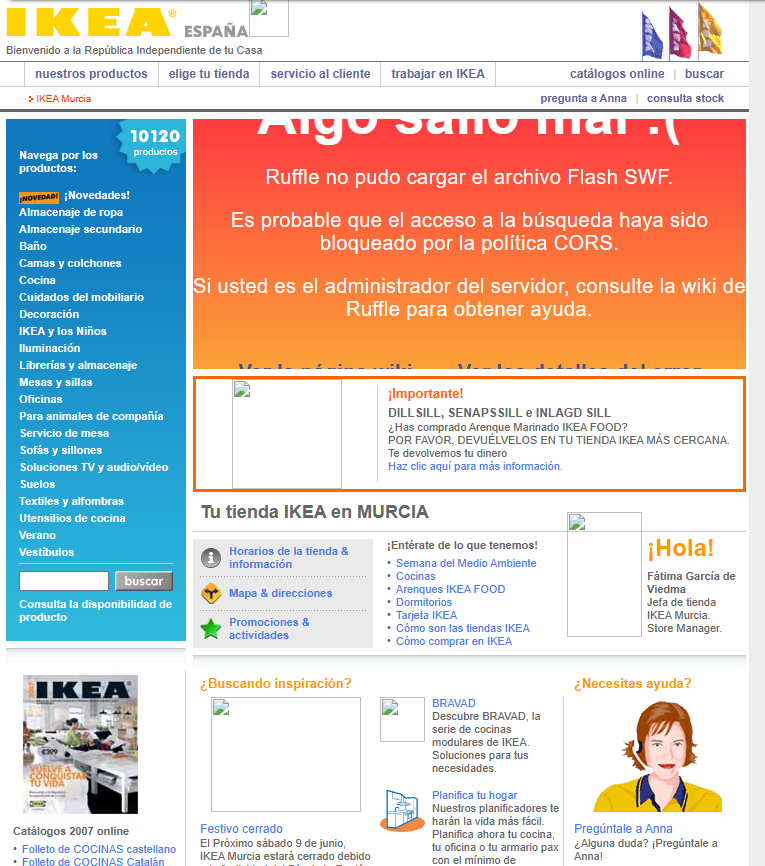 IKEA® ESPAÑA
Bienvenido a la República Independiente de tu Casa
nuestros productos
elige tu tienda
servicio al cliente
trabajar en IKEA
catálogos online | buscar
IKEA Murcia
pregunta a Anna | consulta stock
10120
productos
Navega por los
productos:
¡NOVEDAD! ¡Novedades!
Almacenaje de ropa
Almacenaje secundario
Baño
Camas y colchones
Cocina
Cuidados del mobiliario
Decoración
IKEA y los Niños
Iluminación
Librerías y almacenaje
Mesas y sillas
Oficinas
Para animales de compañía
Servicio de mesa
Sofás y sillones
Soluciones TV y audio/vídeo
Suelos
Textiles y alfombras
Utensilios de cocina
Verano
Vestíbulos
buscar
Consulta la disponibilidad de
producto
Algo salió mal :(
Ruffle no pudo cargar el archivo Flash SWF.
Es probable que el acceso a la búsqueda haya sido
bloqueado por la política CORS.
Si usted es el administrador del servidor, consulte la wiki de
Ruffle para obtener ayuda.
Ver la página wiki
Ver los detalles del error
¡Importante!
DILLSILL, SENAPSSILL e INLAGD SILL
¿Has comprado Arenque Marinado IKEA FOOD?
POR FAVOR, DEVUÉLVELOS EN TU TIENDA IKEA MÁS CERCANA.
Te devolvemos tu dinero
Haz clic aquí para más información.
Tu tienda IKEA en MURCIA
Horarios de la tienda &
información
Mapa & direcciones
Promociones &
actividades
¡Entérate de lo que tenemos!
• Semana del Medio Ambiente
• Cocinas
• Arenques IKEA FOOD
• Dormitorios
• Tarjeta IKEA
• Cómo son las tiendas IKEA
• Cómo comprar en IKEA
¡Hola!
Fátima García de
Viedma
Jefa de tienda
IKEA Murcia.
Store Manager.
IKEA
€399
VUELVE A
CONQUISTAR
TU VIDA
Catálogos 2007 online
• Folleto de COCINAS castellano
• Folleto de COCINAS Catalán
¿Buscando inspiración?
Festivo cerrado
El Próximo sábado 9 de junio,
IKEA Murcia estará cerrado debido
BRAVAD
Descubre BRAVAD, la
serie de cocinas
modulares de IKEA.
Soluciones para tus
necesidades.
Planifica tu hogar
Nuestros planificadores te
harán la vida más fácil.
Planifica ahora tu cocina,
tu oficina o tu armario pax
con el mínimo de
¿Necesitas ayuda?
Pregúntale a Anna
¿Alguna duda? ¡Pregúntale a
Anna!